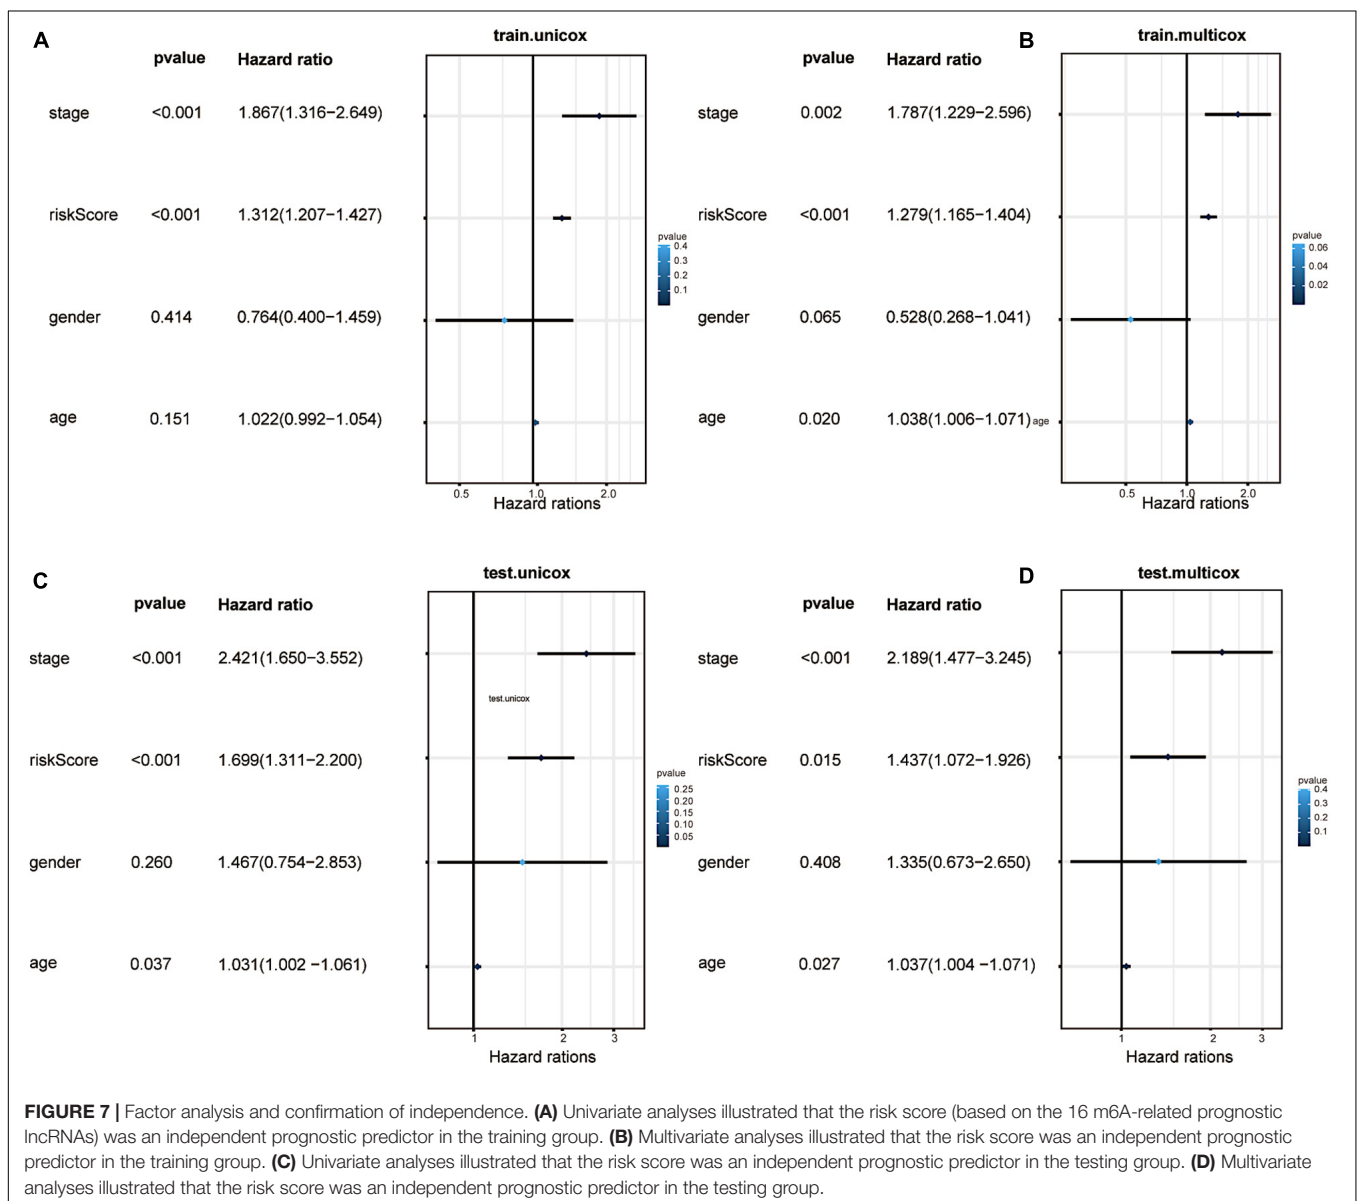 A
train.unicox
pvalue Hazard ratio
stage <0.001 1.867(1.316−2.649)
riskScore <0.001 1.312(1.207−1.427)
gender 0.414 0.764(0.400−1.459)
age 0.151 1.022(0.992−1.054)
pvalue
0.4
0.3
0.2
0.1
0.5 1.0 2.0
Hazard rations
B
train.multicox
pvalue Hazard ratio
stage 0.002 1.787(1.229−2.596)
riskScore <0.001 1.279(1.165−1.404)
gender 0.065 0.528(0.268−1.041)
age 0.020 1.038(1.006−1.071) age
pvalue
0.06
0.04
0.02
0.5 1.0 2.0
Hazard rations
C
test.unicox
pvalue Hazard ratio
stage <0.001 2.421(1.650−3.552)
test.unicox
riskScore <0.001 1.699(1.311−2.200)
gender 0.260 1.467(0.754−2.853)
age 0.037 1.031(1.002 −1.061)
pvalue
0.25
0.20
0.15
0.10
0.05
1 2 3
Hazard rations
D
test.multicox
pvalue Hazard ratio
stage <0.001 2.189(1.477−3.245)
riskScore 0.015 1.437(1.072−1.926)
gender 0.408 1.335(0.673−2.650)
age 0.027 1.037(1.004 −1.071)
pvalue
0.4
0.3
0.2
0.1
1 2 3
Hazard rations
FIGURE 7 | Factor analysis and confirmation of independence. (A) Univariate analyses illustrated that the risk score (based on the 16 m6A-related prognostic
lncRNAs) was an independent prognostic predictor in the training group. (B) Multivariate analyses illustrated that the risk score was an independent prognostic
predictor in the training group. (C) Univariate analyses illustrated that the risk score was an independent prognostic predictor in the testing group. (D) Multivariate
analyses illustrated that the risk score was an independent prognostic predictor in the testing group.